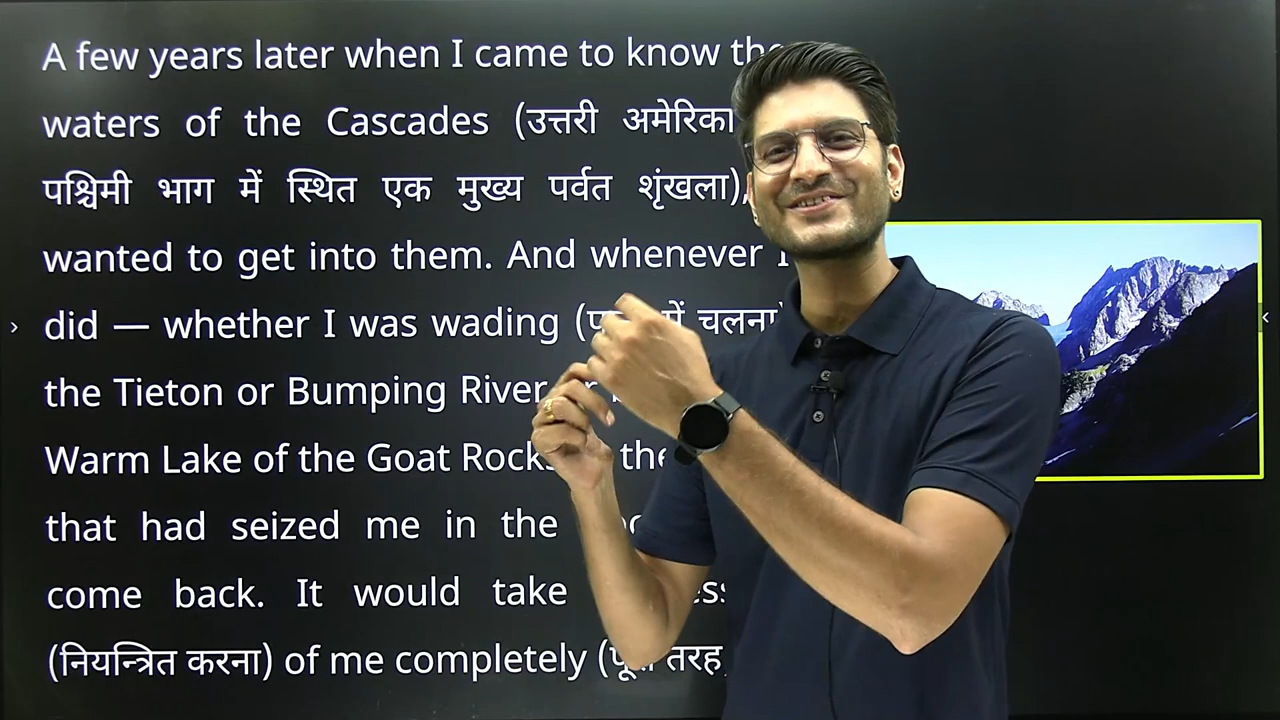 A few years later when I came to know the
waters of the Cascades (उत्तरी अमेरिका
पश्चिमी भाग में स्थित एक मुख्य पर्वत शृंखला),
wanted to get into them. And whenever I
did — whether I was wading ( में चलना)
the Tieton or Bumping River
Warm Lake of the Goat Rocks the
that had seized me in the
come back. It would take
(नियन्त्रित करना) of me completely ( तरह